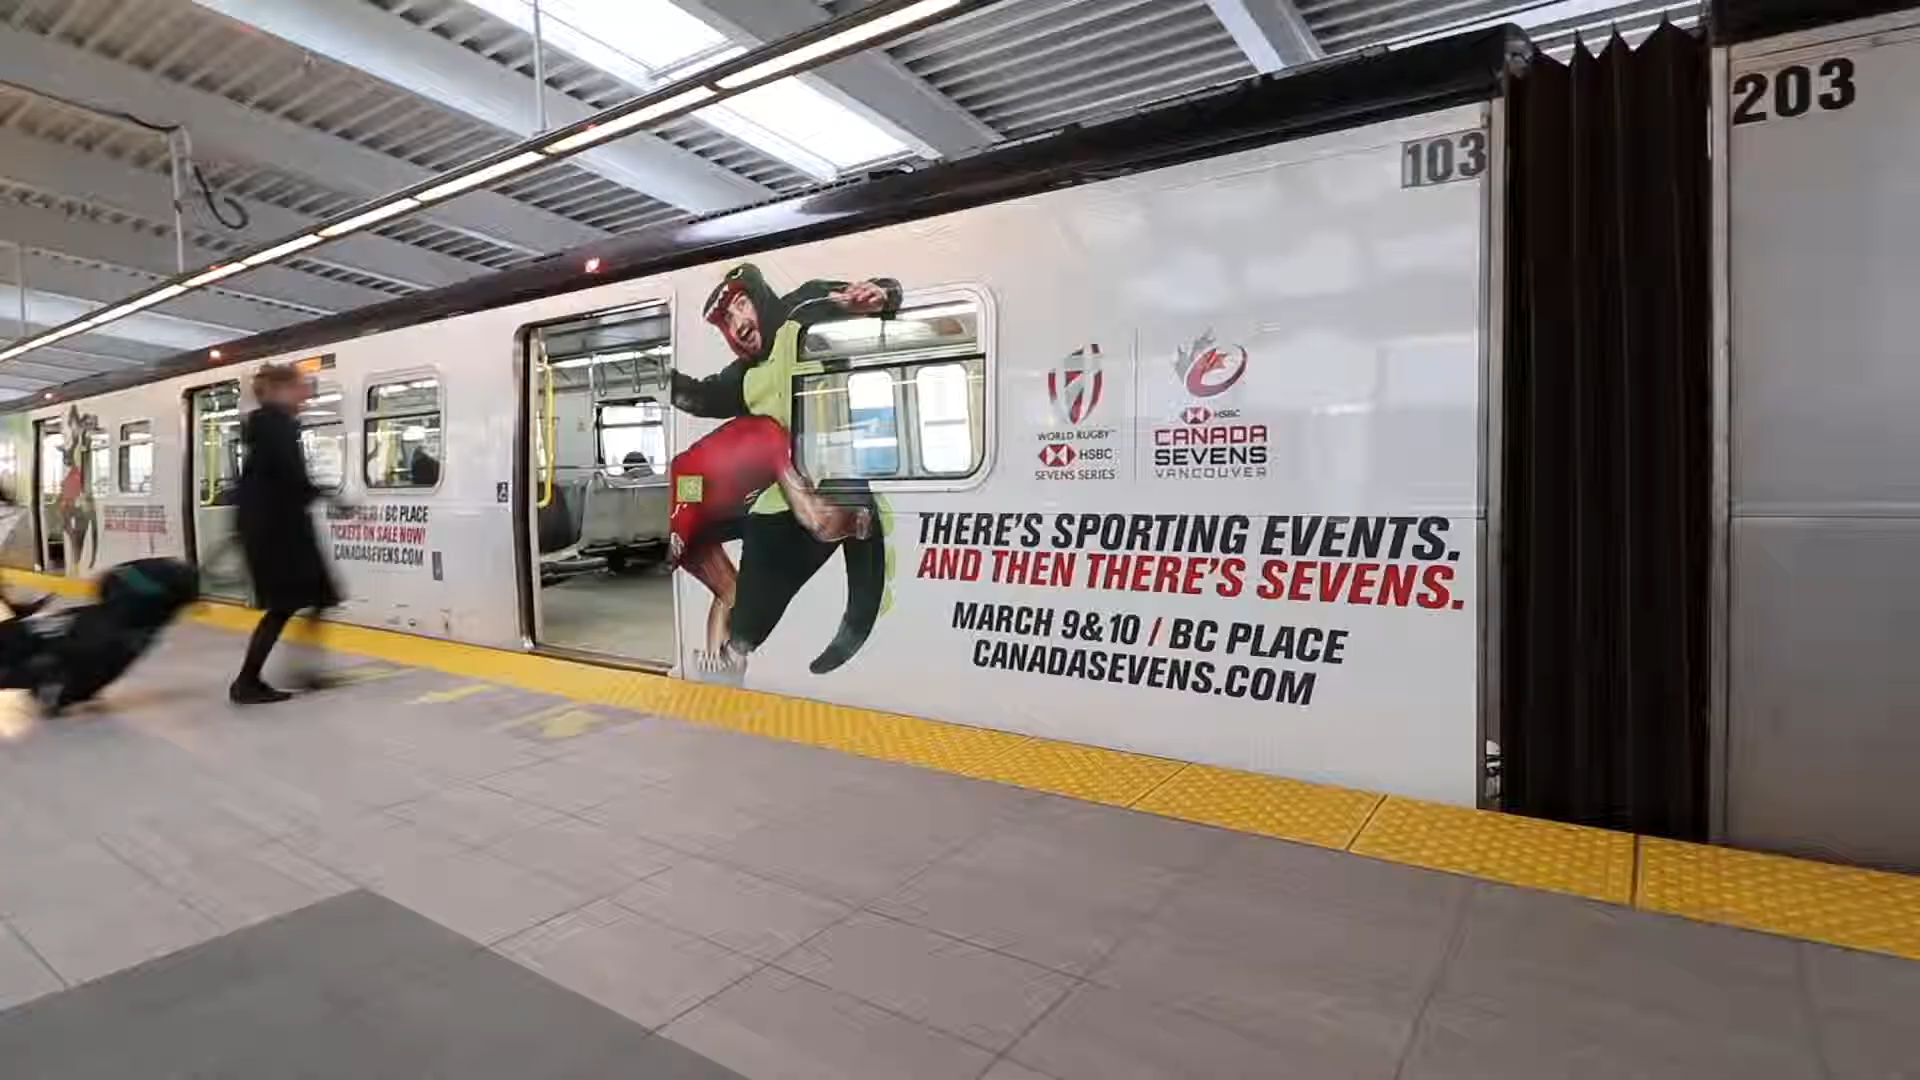 203
103
WORLD RUGBY
HSBC
SEVENS SERIES
HSBC
CANADA
SEVENS
VANCOUVER
THERE'S SPORTING EVENTS.
AND THEN THERE'S SEVENS.
MARCH 9&10 / BC PLACE
CANADASEVENS.COM
/ BC PLACE
TICKETS ON SALE NOW!
CANADASEVENS.COM